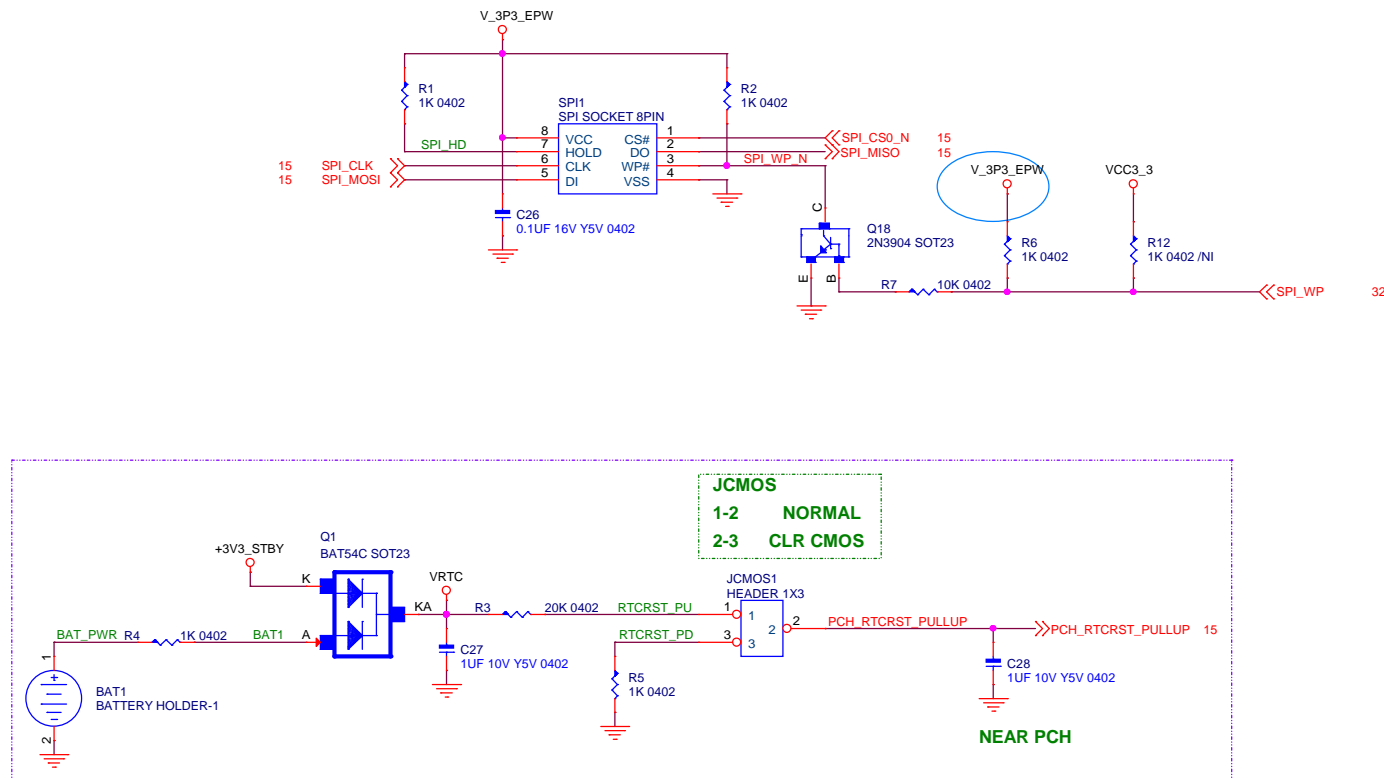 V_3P3_EPW
R1
1K 0402
R2
1K 0402
SPI1
SPI SOCKET 8PIN
8 VCC CS# 1
7 HOLD DO 2
6 CLK WP# 3
5 DI VSS 4
SPI_HD
15 SPI_CLK
15 SPI_MOSI
SPI_CS0_N 15
SPI_MISO 15
SPI_WP_N
C26
0.1UF 16V Y5V 0402
V_3P3_EPW
VCC3_3
C
Q18
2N3904 SOT23
E
B
R6
1K 0402
R12
1K 0402 /NI
R7 10K 0402
SPI_WP 32
JCMOS
1-2 NORMAL
2-3 CLR CMOS
+3V3_STBY
Q1
BAT54C SOT23
K
KA
A
VRTC
BAT_PWR R4 1K 0402 BAT1
R3 20K 0402 RTCRST_PU
RTCRST_PD
JCMOS1
HEADER 1X3
1 1
2 2
3 3
PCH_RTCRST_PULLUP
PCH_RTCRST_PULLUP 15
C27
1UF 10V Y5V 0402
R5
1K 0402
C28
1UF 10V Y5V 0402
1
+
BAT1
BATTERY HOLDER-1
2
NEAR PCH